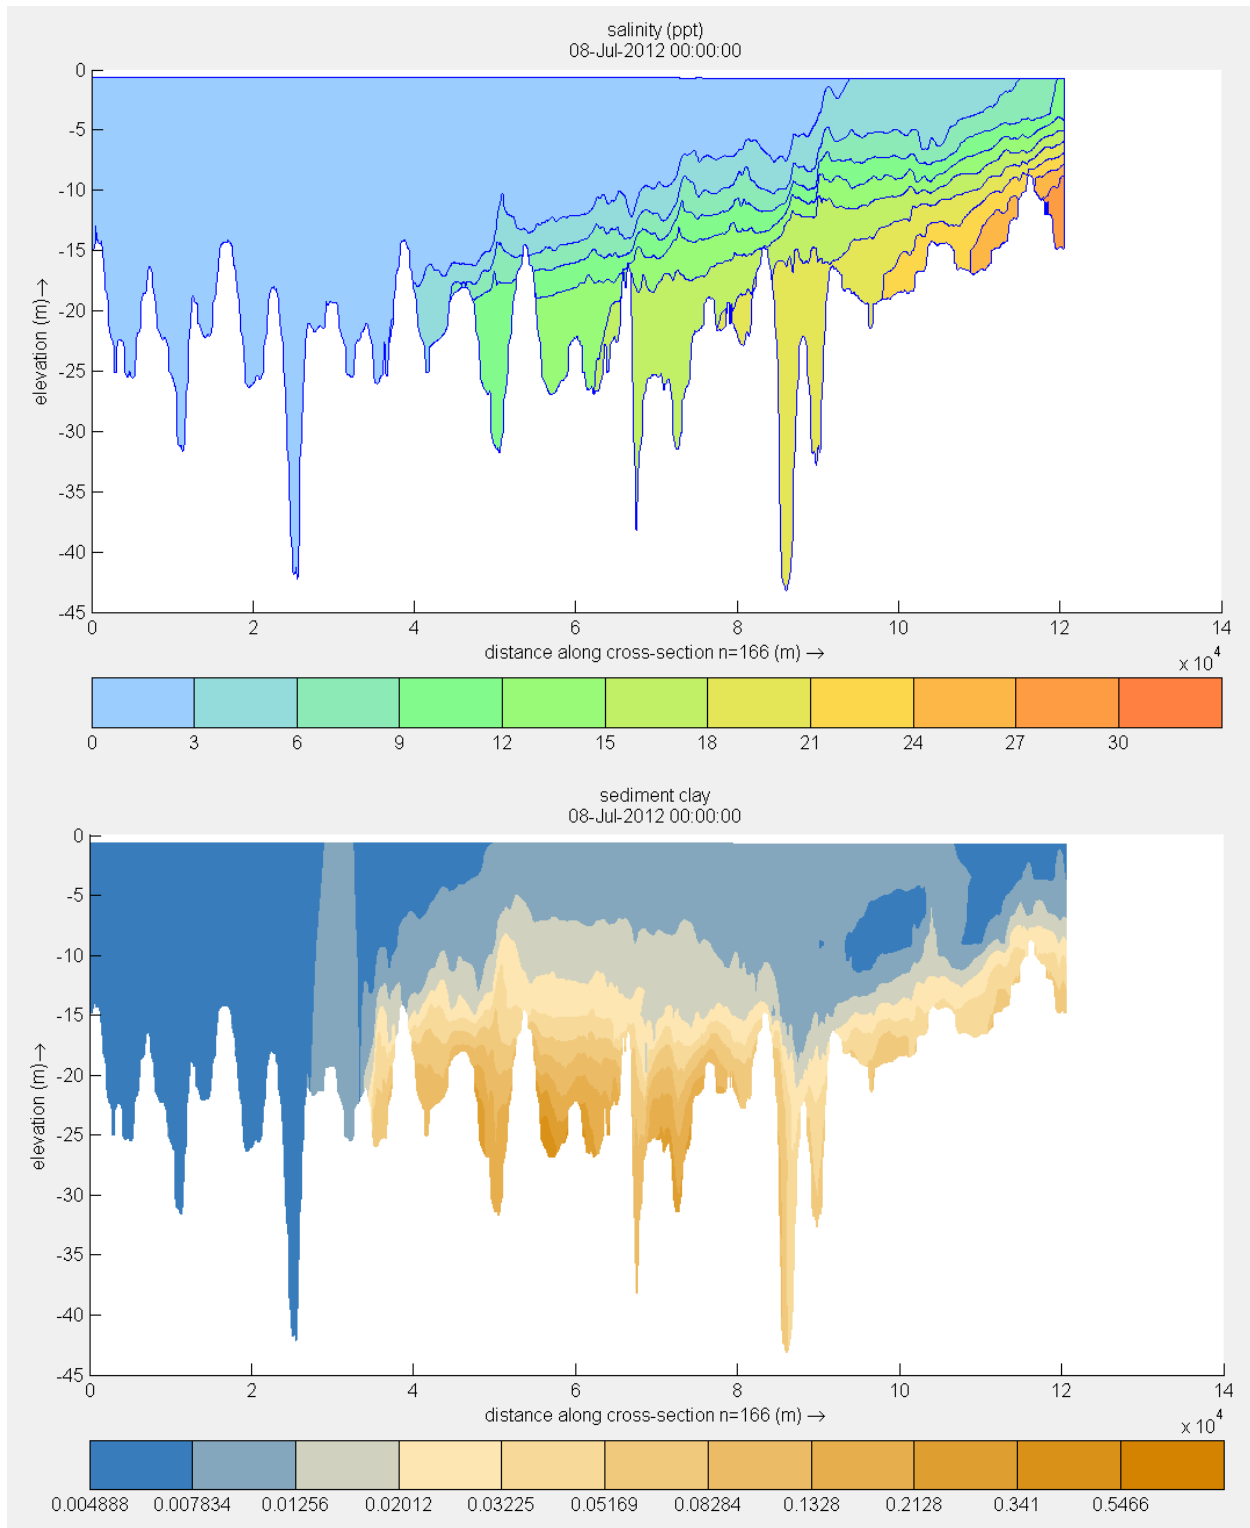 salinity (ppt)
08-Jul-2012 00:00:00
0
-5
-10
-15
-20
-25
-30
-35
-40
-45
elevation (m)→
0 2 4 6 8 10 12 14
distance along cross-section n=166 (m) →
x 10^4
0 3 6 9 12 15 18 21 24 27 30
sediment clay
08-Jul-2012 00:00:00
0
-5
-10
-15
-20
-25
-30
-35
-40
-45
elevation (m)→
0 2 4 6 8 10 12 14
distance along cross-section n=166 (m) →
x 10^4
0.004888 0.007834 0.01256 0.02012 0.03225 0.05169 0.08284 0.1328 0.2128 0.341 0.5466